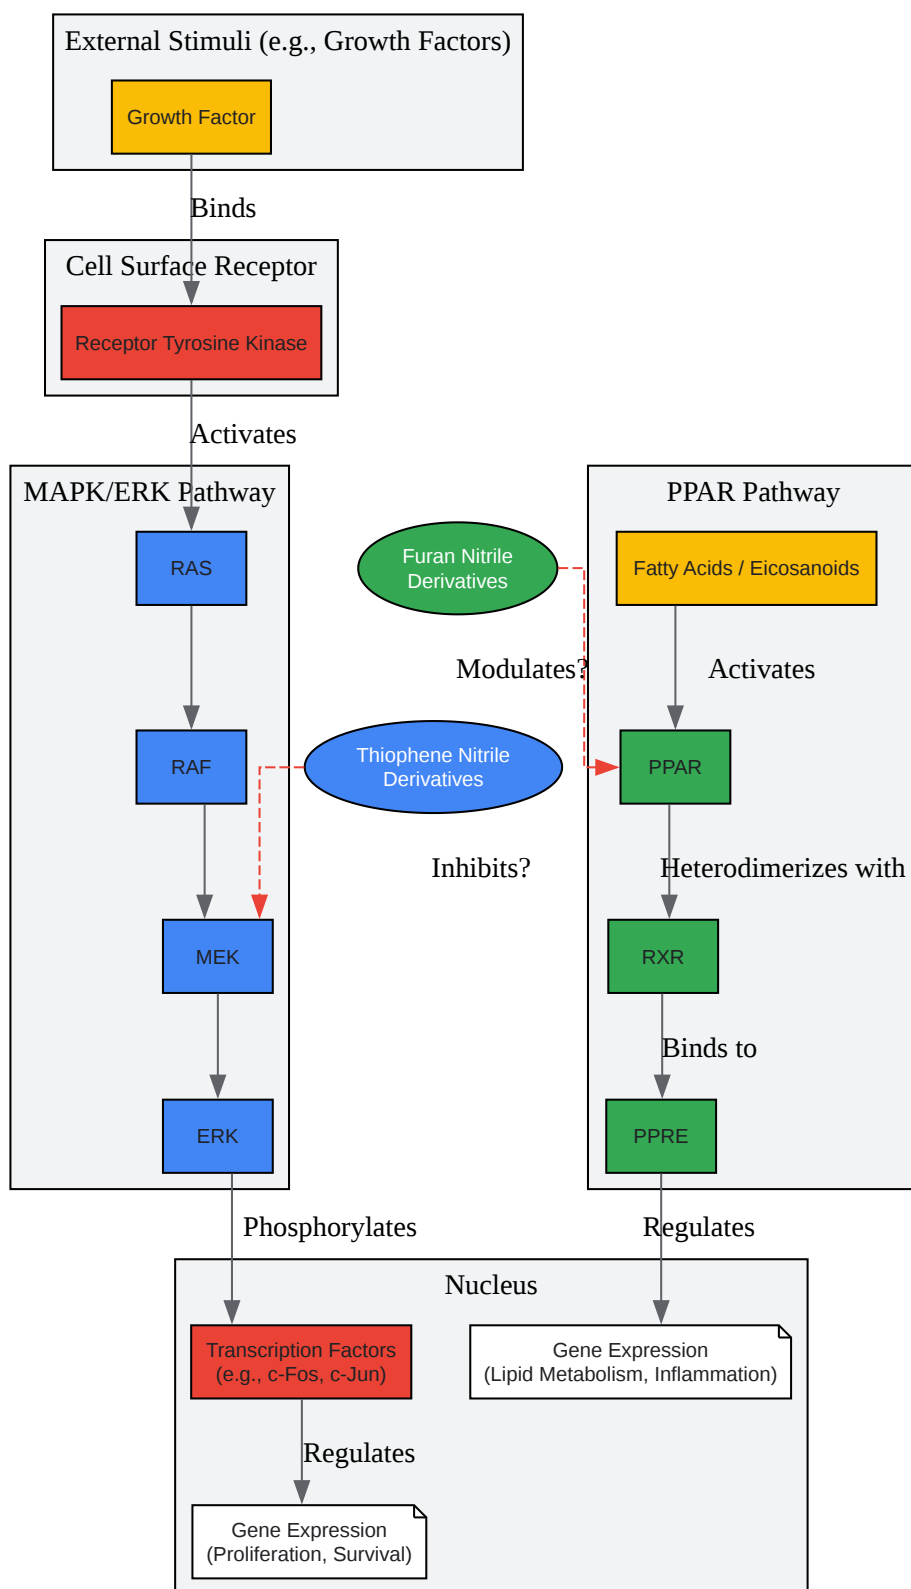 External Stimuli (e.g., Growth Factors)
Growth Factor
Binds
Cell Surface Receptor
Receptor Tyrosine Kinase
Activates
MAPK/ERK Pathway
RAS
RAF
MEK
ERK
Furan Nitrile
Derivatives
Modulates?
Thiophene Nitrile
Derivatives
Inhibits?
PPAR Pathway
Fatty Acids / Eicosanoids
Activates
PPAR
Heterodimerizes with
RXR
Binds to
PPRE
Phosphorylates
Regulates
Nucleus
Transcription Factors
(e.g., c-Fos, c-Jun)
Regulates
Gene Expression
(Proliferation, Survival)
Gene Expression
(Lipid Metabolism, Inflammation)